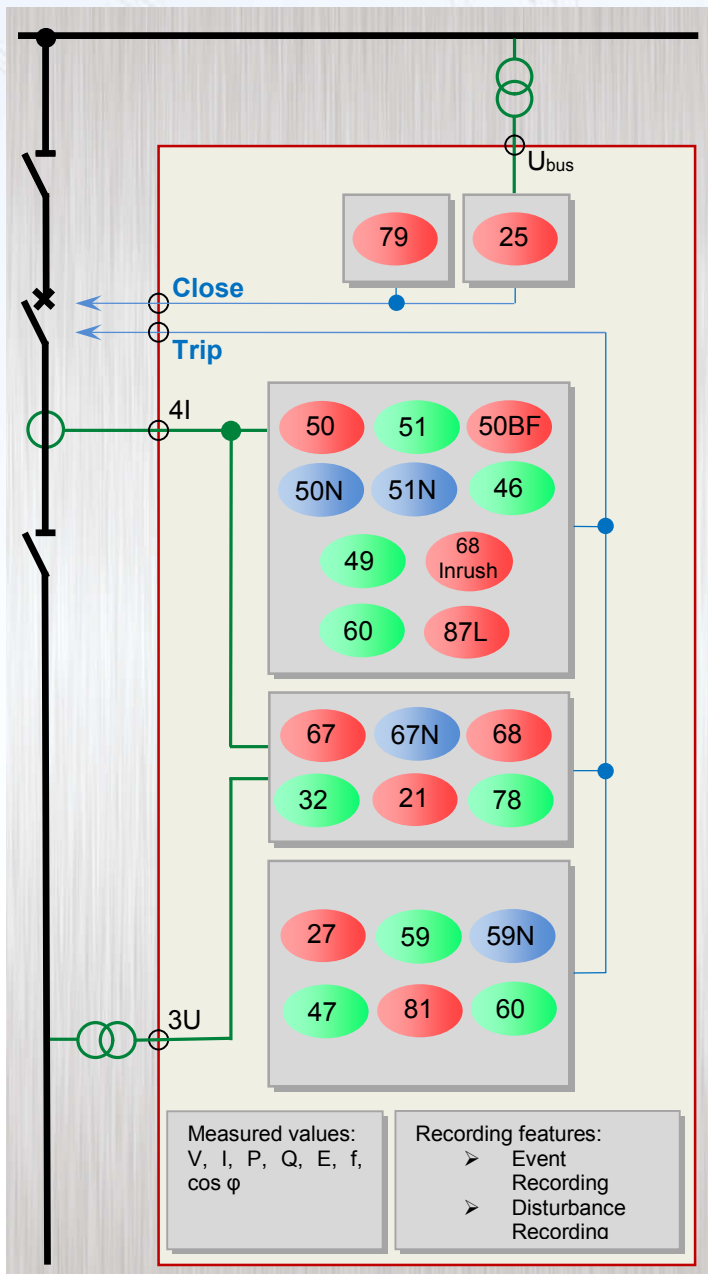 Ubus
79 25
Close
Trip
4I
50 51 50BF
50N 51N 46
49 68
Inrush
60 87L
67 67N 68
32 21 78
27 59 59N
47 81 60
3U
Measured values:
V, I, P, Q, E, f,
cos φ
Recording features:
➢ Event
Recording
➢ Disturbance
Recording